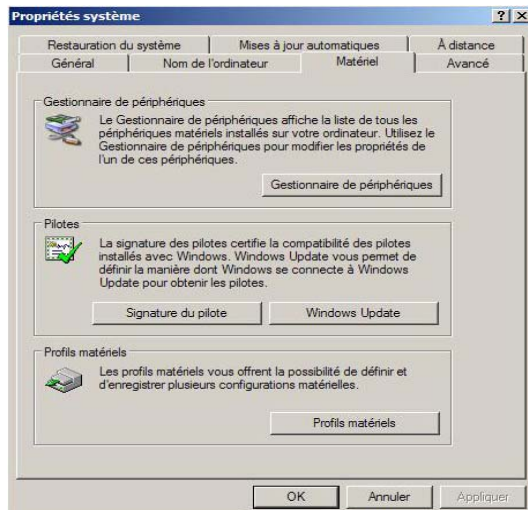 Propriétés système
Restauration du système Mises à jour automatiques À distance
Général Nom de l'ordinateur Matériel Avancé
Gestionnaire de périphériques
Le Gestionnaire de périphériques affiche la liste de tous les
périphériques matériels installés sur votre ordinateur. Utilisez le
Gestionnaire de périphériques pour modifier les propriétés de
l'un de ces périphériques.
Gestionnaire de périphériques
Pilotes
La signature des pilotes certifie la compatibilité des pilotes
installés avec Windows. Windows Update vous permet de
définir la manière dont Windows se connecte à Windows
Update pour obtenir les pilotes.
Signature du pilote Windows Update
Profils matériels
Les profils matériels vous offrent la possibilité de définir et
d'enregistrer plusieurs configurations matérielles.
Profils matériels
OK Annuler Appliquer